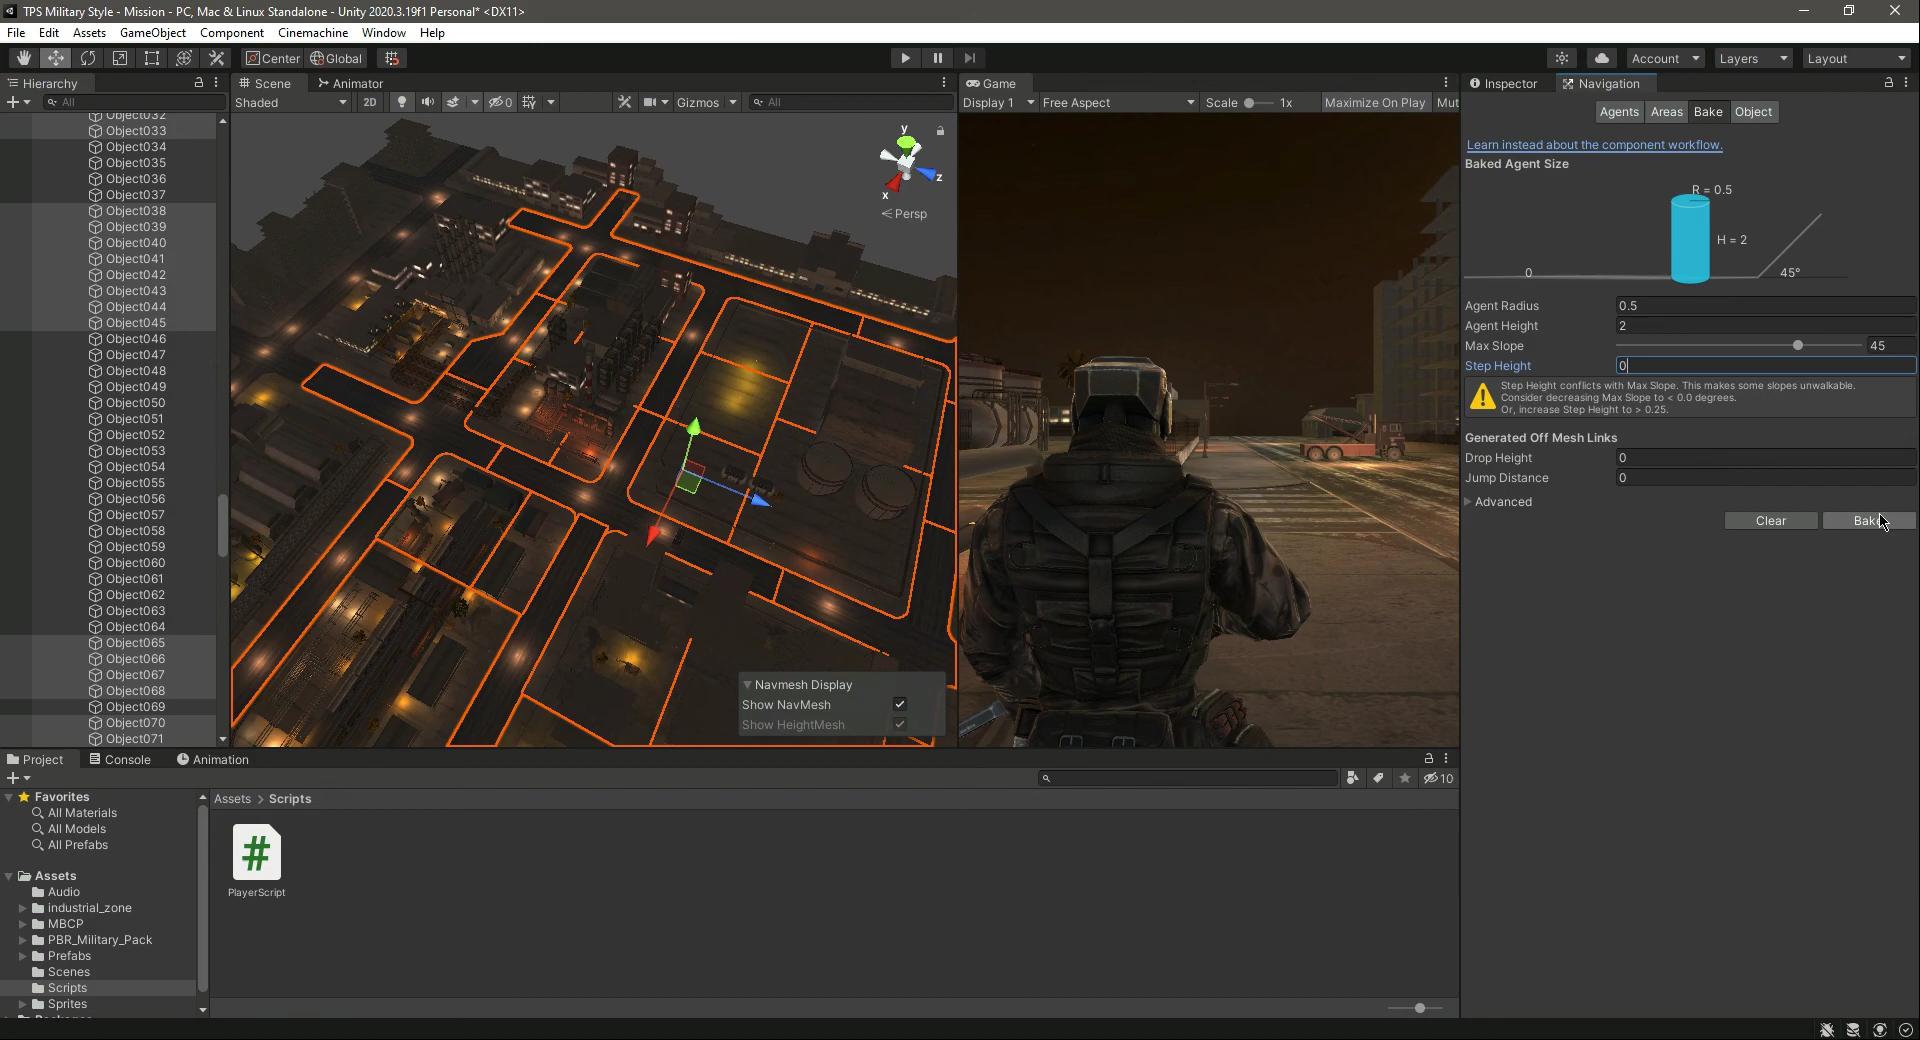 TPS Military Style - Mission - PC, Mac & Linux Standalone - Unity 2020.3.19f1 Personal* <DX11>
File Edit Assets GameObject Component Cinemachine Window Help
Center Global Account Layers Layout
Hierarchy
All
Object032
Object033
Object034
Object035
Object036
Object037
Object038
Object039
Object040
Object041
Object042
Object043
Object044
Object045
Object046
Object047
Object048
Object049
Object050
Object051
Object052
Object053
Object054
Object055
Object056
Object057
Object058
Object059
Object060
Object061
Object062
Object063
Object064
Object065
Object066
Object067
Object068
Object069
Object070
Object071
Scene Animator
Shaded 2D 0 Gizmos All
y
z
x
Persp
Navmesh Display
Show NavMesh
Show HeightMesh
Game
Display 1 Free Aspect Scale 1x Maximize On Play Mut
Inspector Navigation
Agents Areas Bake Object
Learn instead about the component workflow.
Baked Agent Size
R = 0.5
H = 2
0 45°
Agent Radius 0.5
Agent Height 2
Max Slope 45
Step Height 0
Step Height conflicts with Max Slope. This makes some slopes unwalkable.
Consider decreasing Max Slope to < 0.0 degrees.
Or, increase Step Height to > 0.25.
Generated Off Mesh Links
Drop Height 0
Jump Distance 0
Advanced
Clear Bake
Project Console Animation
10
Favorites
All Materials
All Models
All Prefabs
Assets
Audio
industrial_zone
MBCP
PBR_Military_Pack
Prefabs
Scenes
Scripts
Sprites
Assets > Scripts
#
PlayerScript